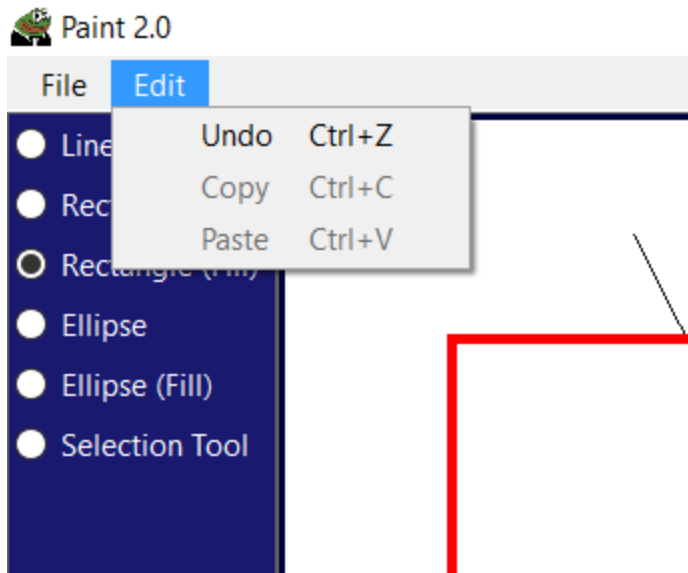 Paint 2.0
File Edit
Undo Ctrl+Z
Copy Ctrl+C
Paste Ctrl+V
Line
Rec
Rectangle (Fill)
Ellipse
Ellipse (Fill)
Selection Tool